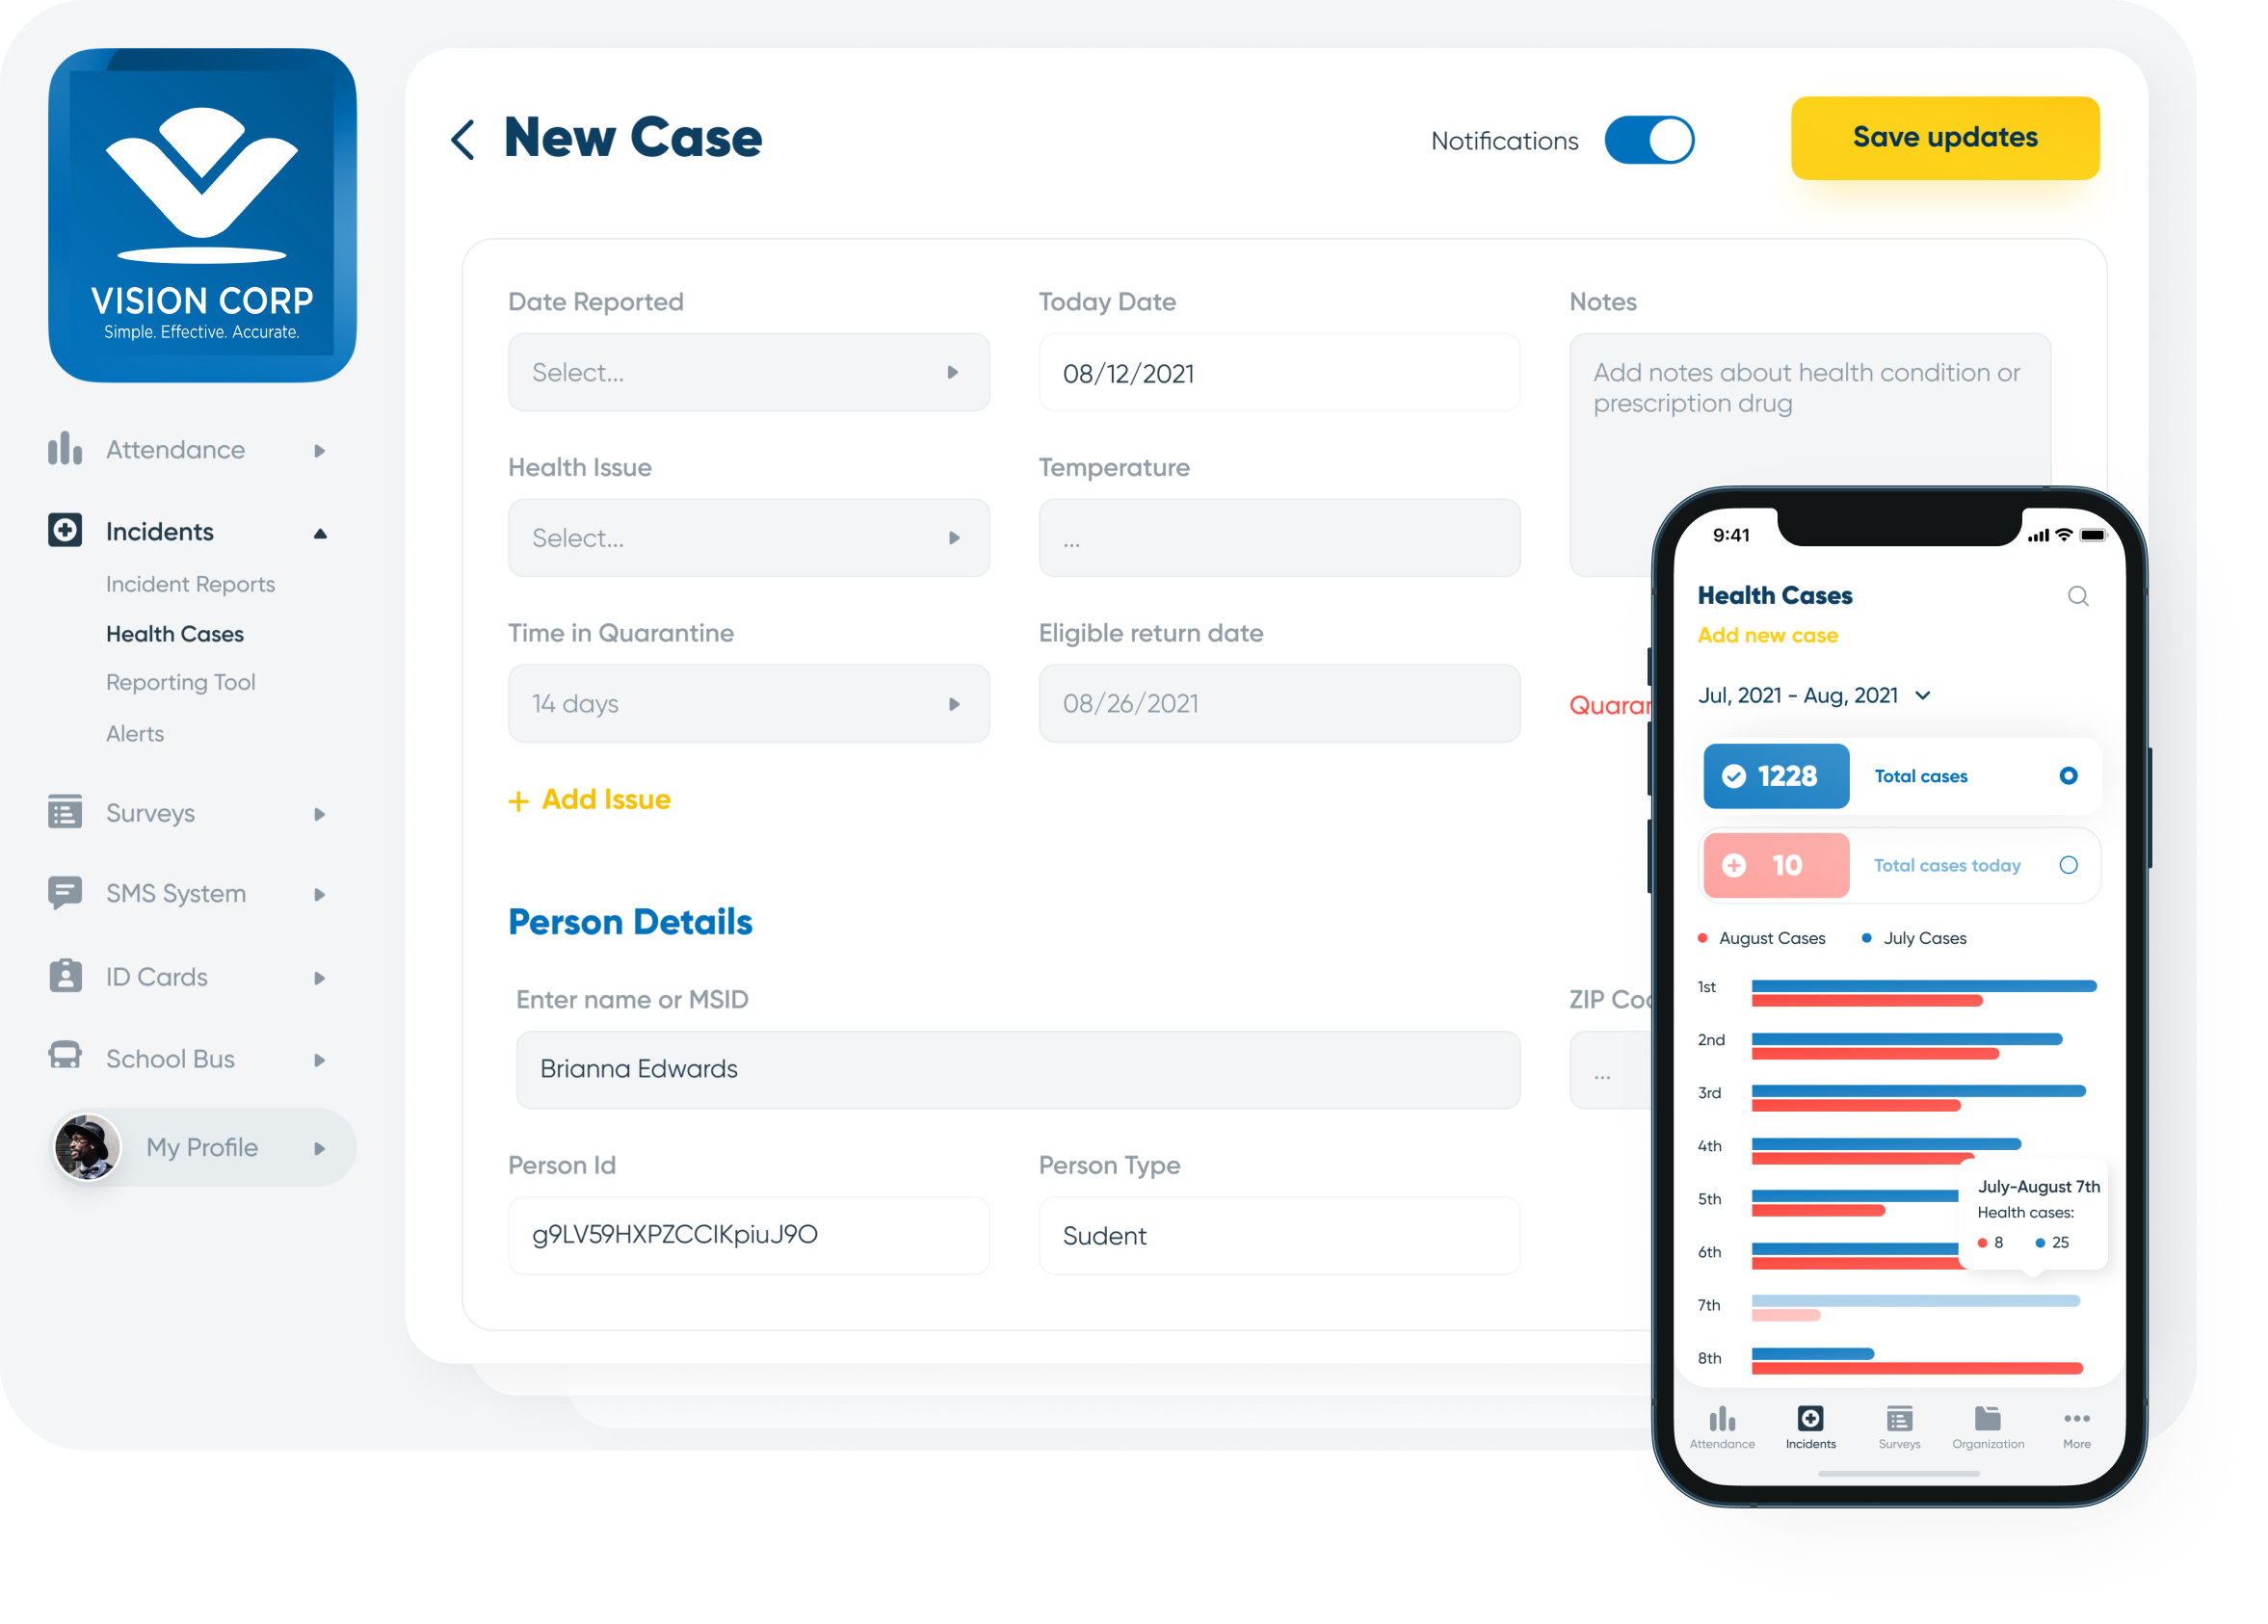 VISION CORP
Simple. Effective. Accurate.
Attendance
Incidents
Incident Reports
Health Cases
Reporting Tool
Alerts
Surveys
SMS System
ID Cards
School Bus
My Profile
New Case
Notifications
Save updates
Date Reported
Select...
Today Date
08/12/2021
Notes
Add notes about health condition or
prescription drug
Health Issue
Select...
Temperature
...
Time in Quarantine
14 days
Eligible return date
08/26/2021
+ Add Issue
Person Details
Enter name or MSID
Brianna Edwards
ZIP
...
Person Id
g9LV59HXPZCCIKpiuJ9O
Person Type
Sudent
9:41
Health Cases
Add new case
Jul, 2021 - Aug, 2021
1228 Total cases
10 Total cases today
August Cases July Cases
1st
2nd
3rd
4th
5th
6th
7th
8th
July-August 7th
Health cases:
8 25
Attendance
Incidents
Surveys
Organization
More